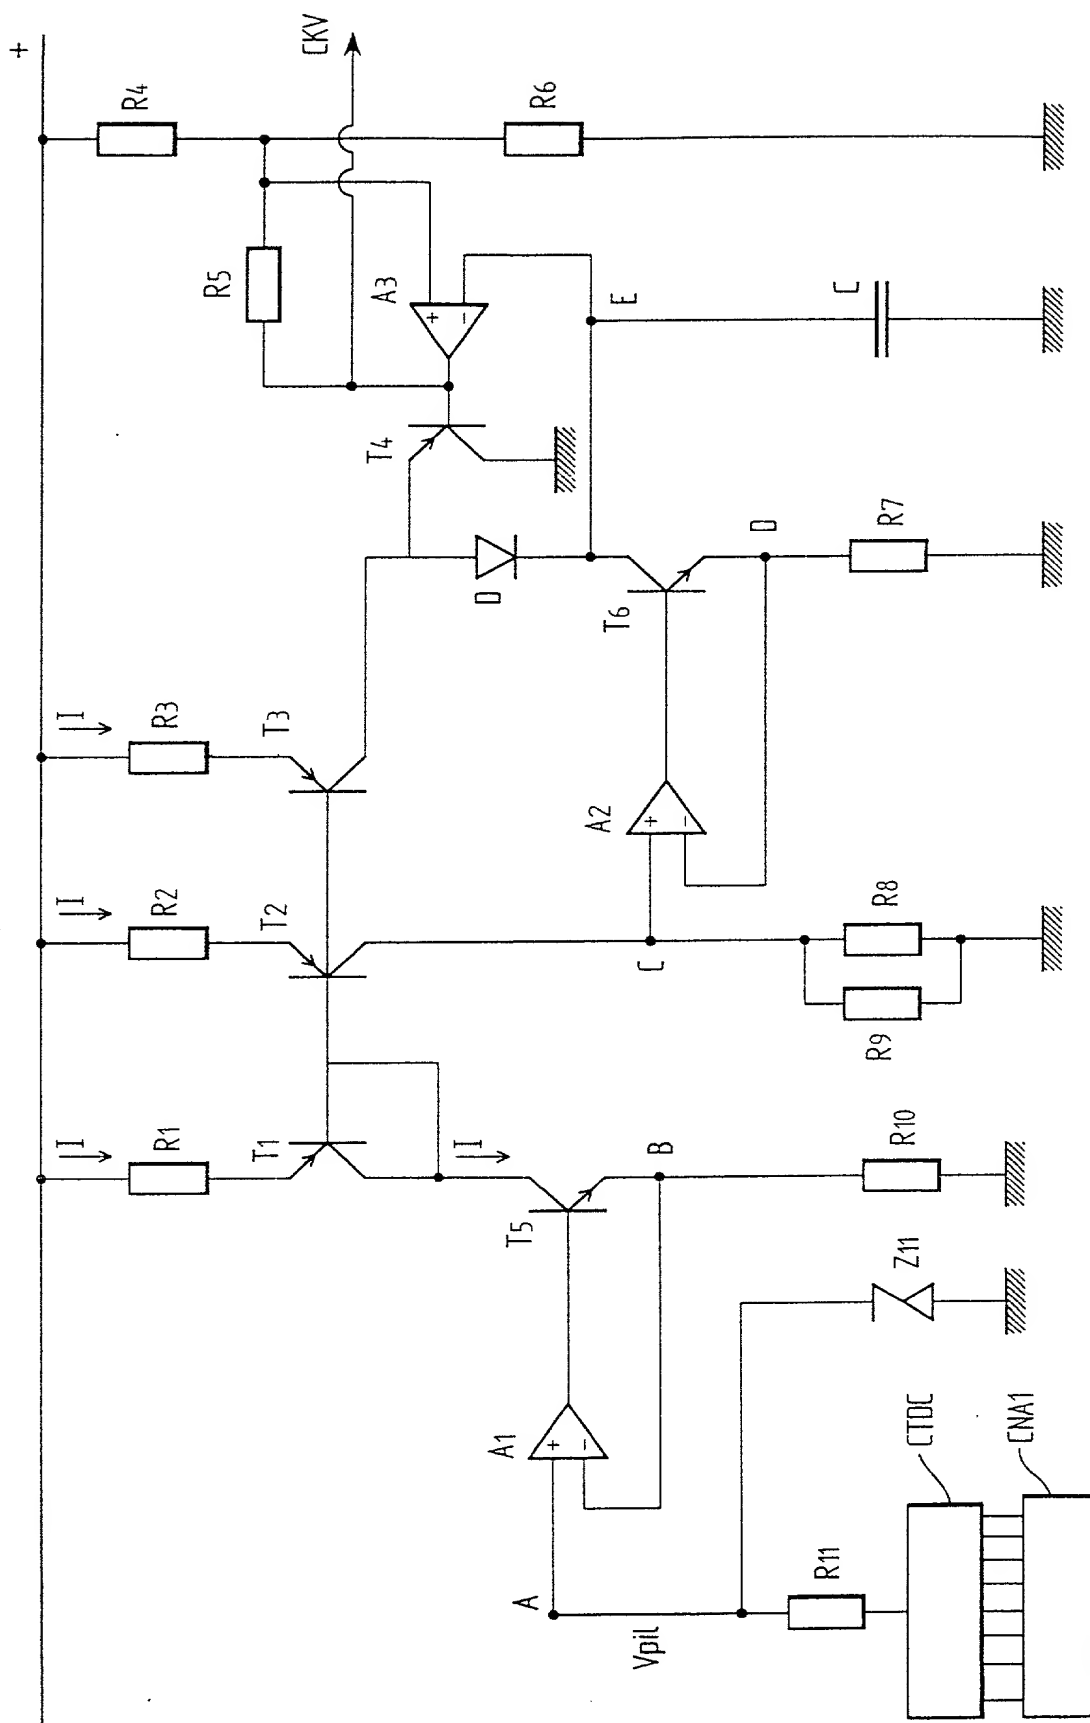 +
CKV
R4
R6
R5
A3
+
−
E
C
T4
D
T6
D
R7
I
R3
T3
A2
+
−
I
R2
T2
C
R8
R9
I
R1
T1
I
T5
B
R10
Z11
A1
+
−
A
Vpil
R11
CTDC
CNA1